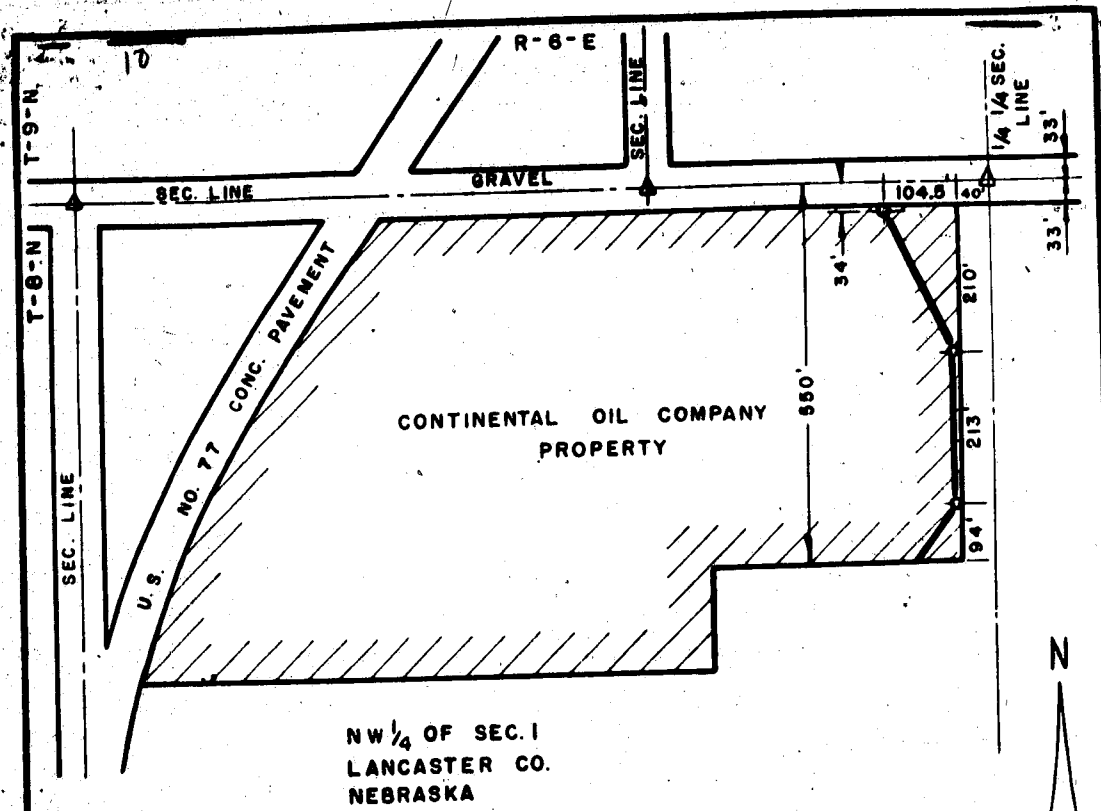 10
R-6-E
T-9-N.
SEC. LINE
1/4 1/4 SEC.
LINE
33'
SEC. LINE
GRAVEL
104.5'
40'
33'
T-8-N
34'
210'
U.S. NO. 77 CONC. PAVEMENT
550'
CONTINENTAL OIL COMPANY
PROPERTY
213'
SEC. LINE
94'
N
NW 1/4 OF SEC. 1
LANCASTER CO.
NEBRASKA